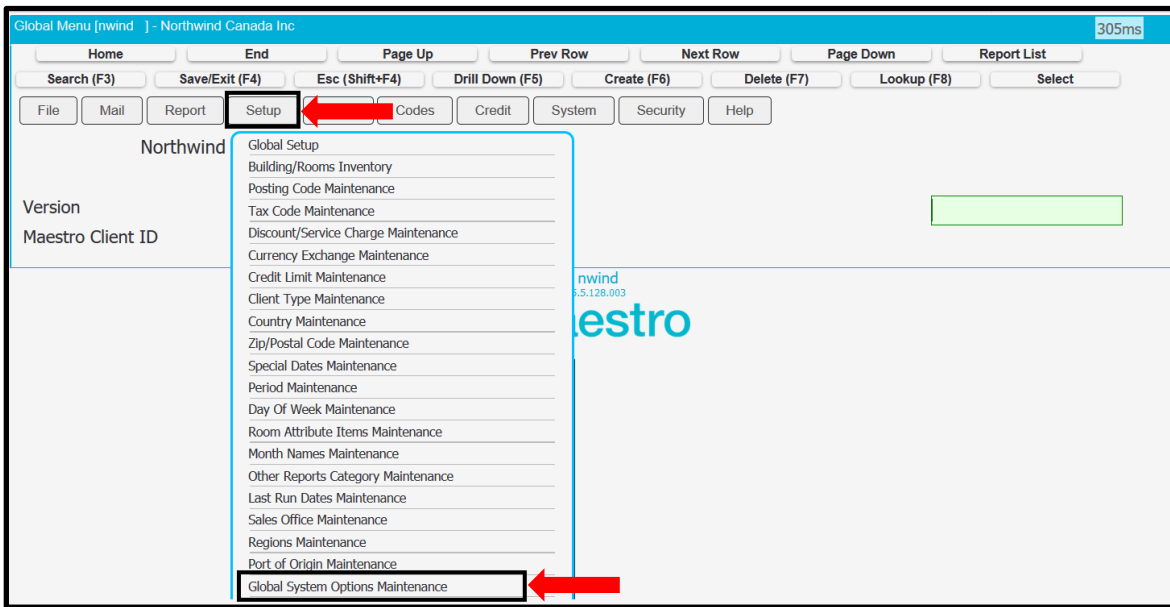 Global Menu [nwind ] - Northwind Canada Inc 305ms
Home End Page Up Prev Row Next Row Page Down Report List
Search (F3) Save/Exit (F4) Esc (Shift+F4) Drill Down (F5) Create (F6) Delete (F7) Lookup (F8) Select
File Mail Report Setup Codes Credit System Security Help
Northwind
Global Setup
Building/Rooms Inventory
Posting Code Maintenance
Version
Tax Code Maintenance
Maestro Client ID
Discount/Service Charge Maintenance
Currency Exchange Maintenance
Credit Limit Maintenance
nwind
Client Type Maintenance
.5.128.003
Country Maintenance
estro
Zip/Postal Code Maintenance
Special Dates Maintenance
Period Maintenance
Day Of Week Maintenance
Room Attribute Items Maintenance
Month Names Maintenance
Other Reports Category Maintenance
Last Run Dates Maintenance
Sales Office Maintenance
Regions Maintenance
Port of Origin Maintenance
Global System Options Maintenance